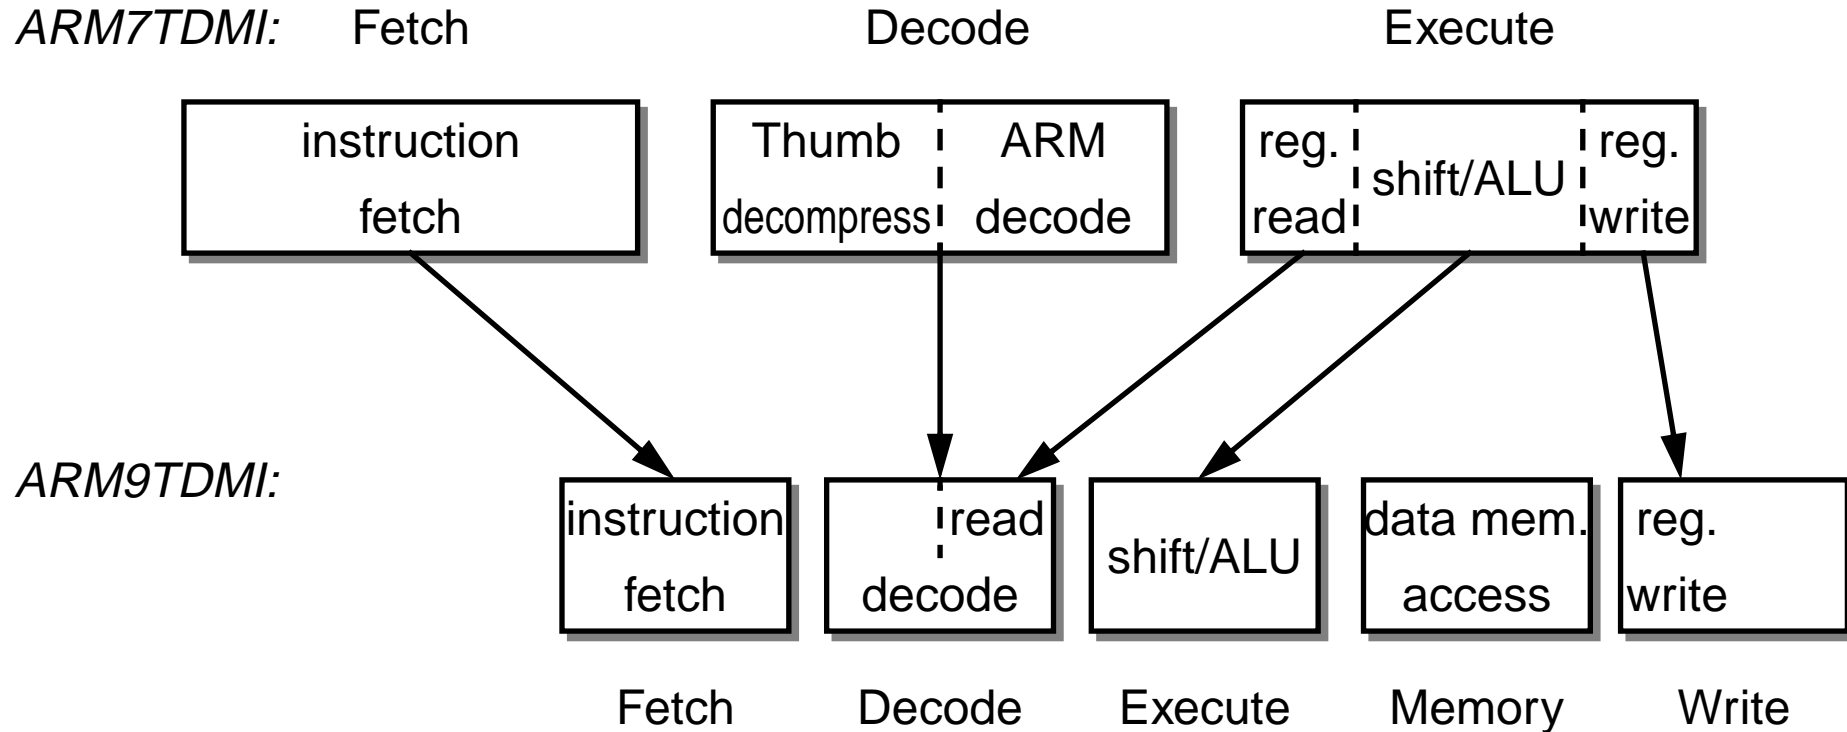 ARM7TDMI: Fetch Decode Execute
instruction Thumb ARM reg. shift/ALU reg.
fetch decompress decode read write
ARM9TDMI:
instruction read shift/ALU data mem. reg.
fetch decode access write
Fetch Decode Execute Memory Write